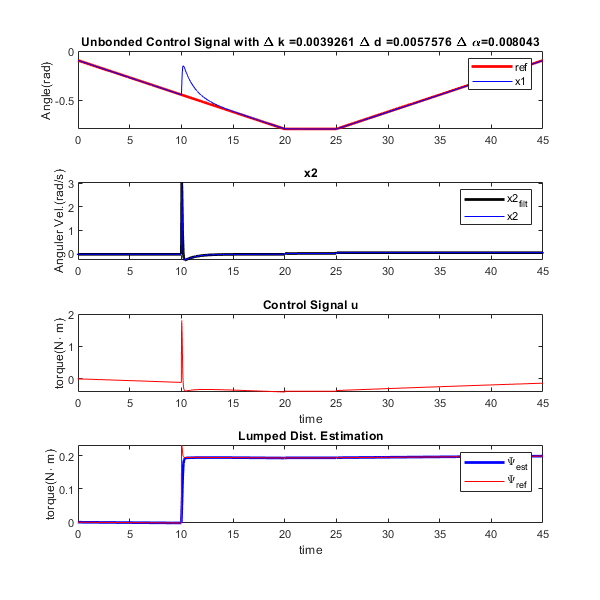 Unbonded Control Signal with Δ k =0.0039261 Δ d =0.0057576 Δ α=0.008043
Angle(rad)
0
-0.5
ref
x1
0 5 10 15 20 25 30 35 40 45
x2
Anguler Vel.(rad/s)
3
2
1
0
x2filt
x2
0 5 10 15 20 25 30 35 40 45
Control Signal u
torque(N· m)
2
1
0
0 5 10 15 20 25 30 35 40 45
time
Lumped Dist. Estimation
torque(N· m)
0.2
0.1
0
Ψest
Ψref
0 5 10 15 20 25 30 35 40 45
time